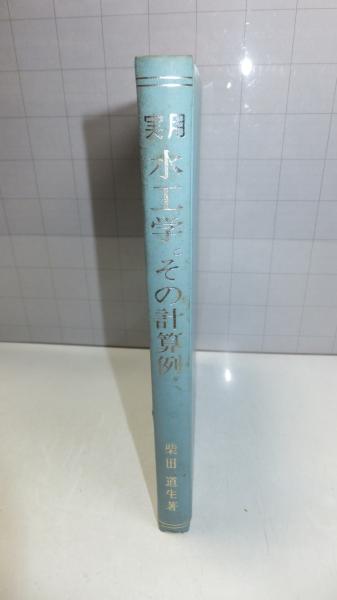 実用
水工学とその計算例
柴田道生著